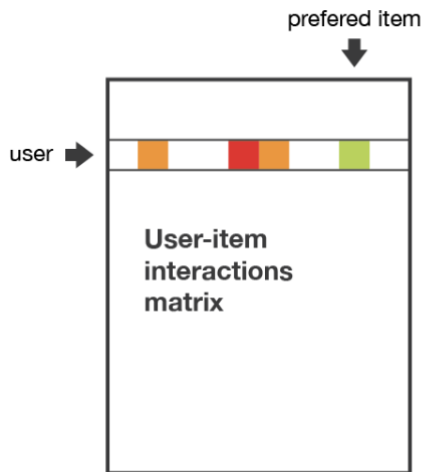 prefered item
user
User-item
interactions
matrix